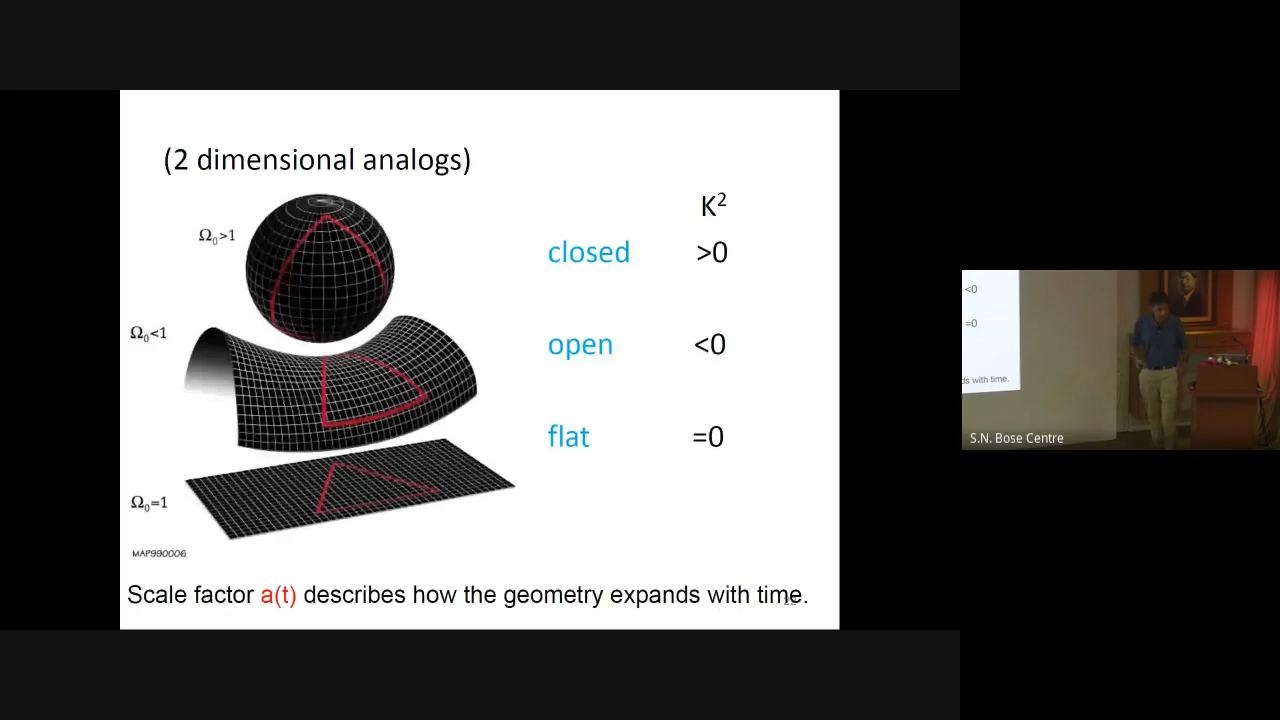 (2 dimensional analogs)
K²
Ω₀>1
closed >0
Ω₀<1
open <0
flat =0
Ω₀=1
MAP990006
Scale factor a(t) describes how the geometry expands with time.
<0
=0
ds with time.
S.N. Bose Centre